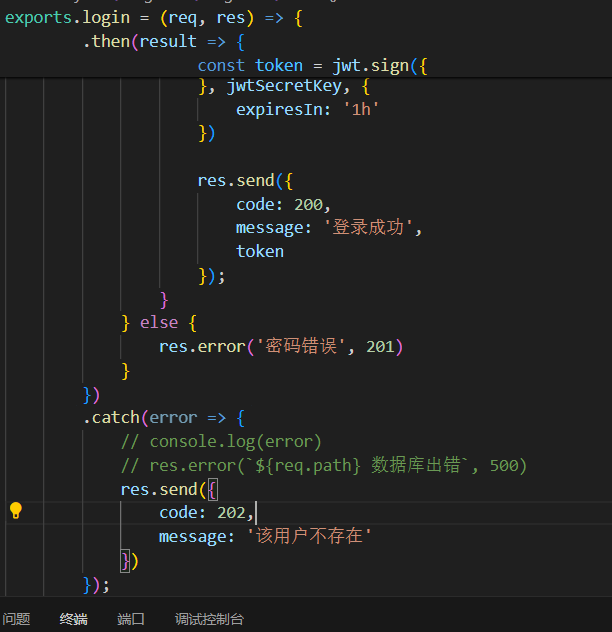 exports.login = (req, res) => {
.then(result => {
const token = jwt.sign({
}, jwtSecretKey, {
expiresIn: '1h'
})
res.send({
code: 200,
message: '登录成功',
token
});
}
} else {
res.error('密码错误', 201)
}
})
.catch(error => {
// console.log(error)
// res.error(`${req.path} 数据库出错`, 500)
res.send({
code: 202,
message: '该用户不存在'
})
});
问题 终端 端口 调试控制台